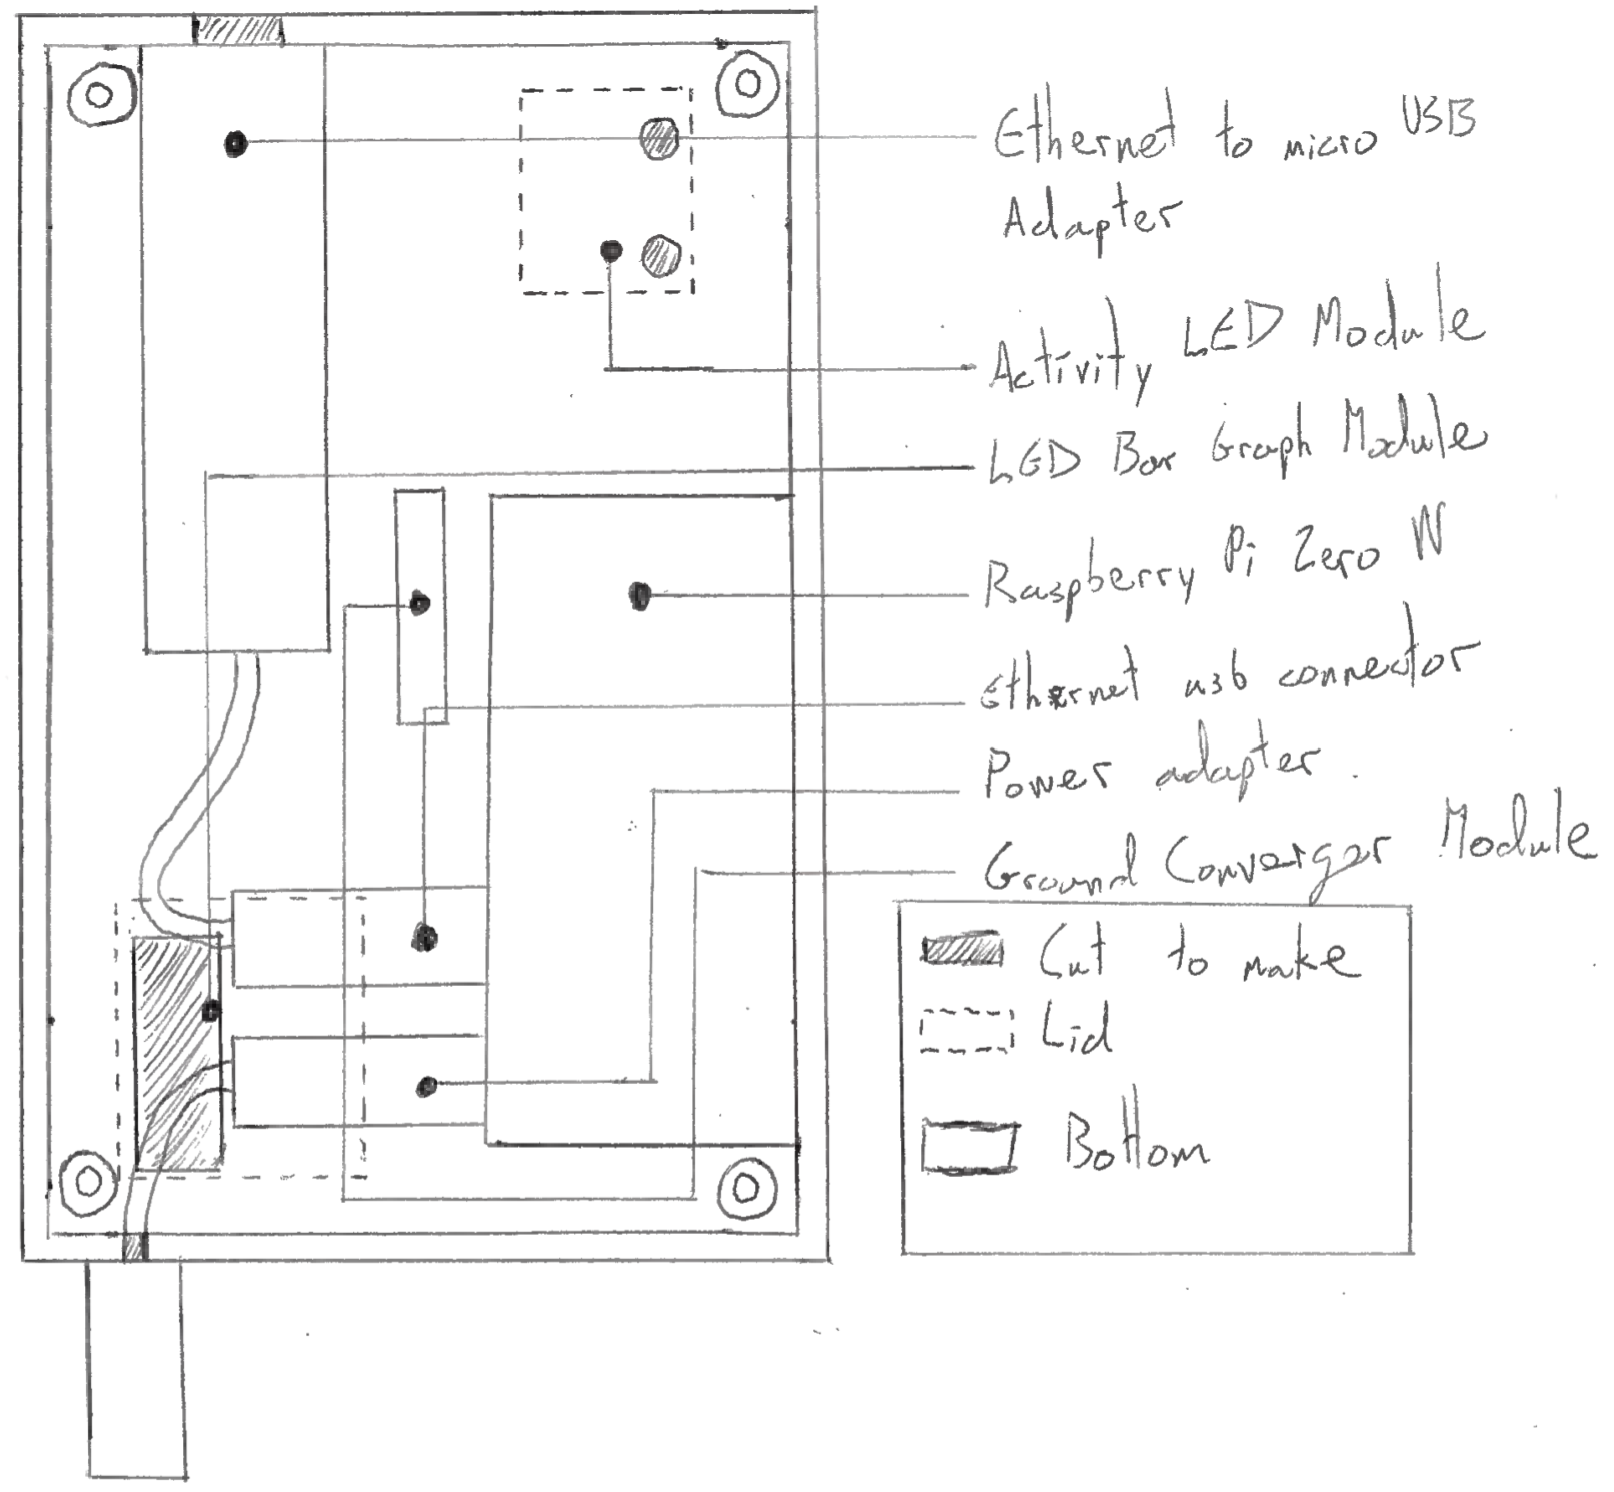 Ethernet to micro USB
Adapter
Activity LED Module
LED Bar Graph Module
Raspberry Pi Zero W
Ethernet usb connector
Power adapter
Ground Converger Module
Cut to make
Lid
Bottom